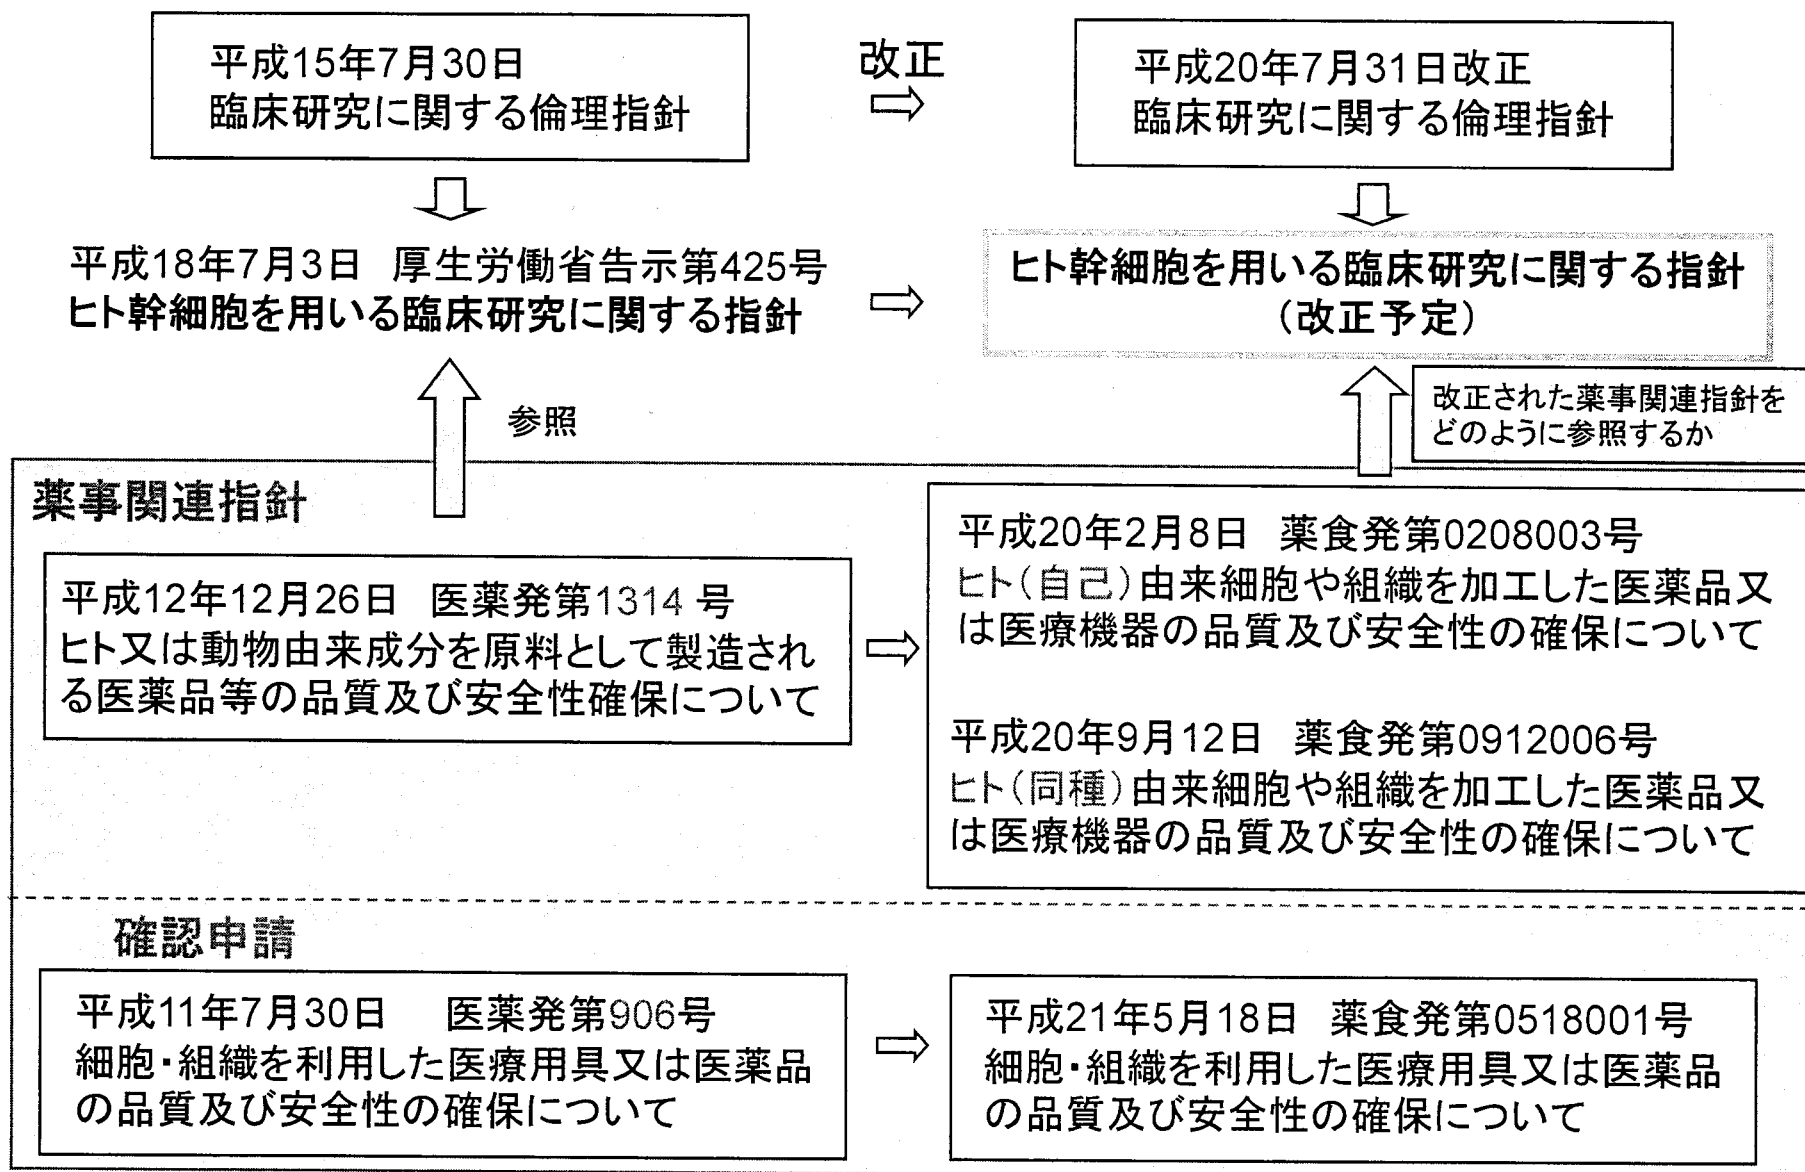 平成15年7月30日
臨床研究に関する倫理指針
改正
平成20年7月31日改正
臨床研究に関する倫理指針
平成18年7月3日 厚生労働省告示第425号
ヒト幹細胞を用いる臨床研究に関する指針
ヒト幹細胞を用いる臨床研究に関する指針
(改正予定)
参照
改正された薬事関連指針を
どのように参照するか
薬事関連指針
平成12年12月26日 医薬発第1314号
ヒト又は動物由来成分を原料として製造され
る医薬品等の品質及び安全性確保について
平成20年2月8日 薬食発第0208003号
ヒト(自己)由来細胞や組織を加工した医薬品又
は医療機器の品質及び安全性の確保について
平成20年9月12日 薬食発第0912006号
ヒト(同種)由来細胞や組織を加工した医薬品又
は医療機器の品質及び安全性の確保について
確認申請
平成11年7月30日 医薬発第906号
細胞・組織を利用した医療用具又は医薬品
の品質及び安全性の確保について
平成21年5月18日 薬食発第0518001号
細胞・組織を利用した医療用具又は医薬品
の品質及び安全性の確保について